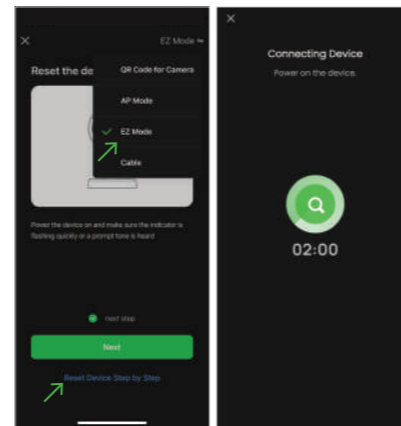 EZ Mode
Reset the de
QR Code for Camera
AP Mode
EZ Mode
Cable
Power the device on and make sure the indicator is
flashing quickly or a prompt tone is heard
next step
Next
Reset Device Step by Step
Connecting Device
Power on the device.
02:00